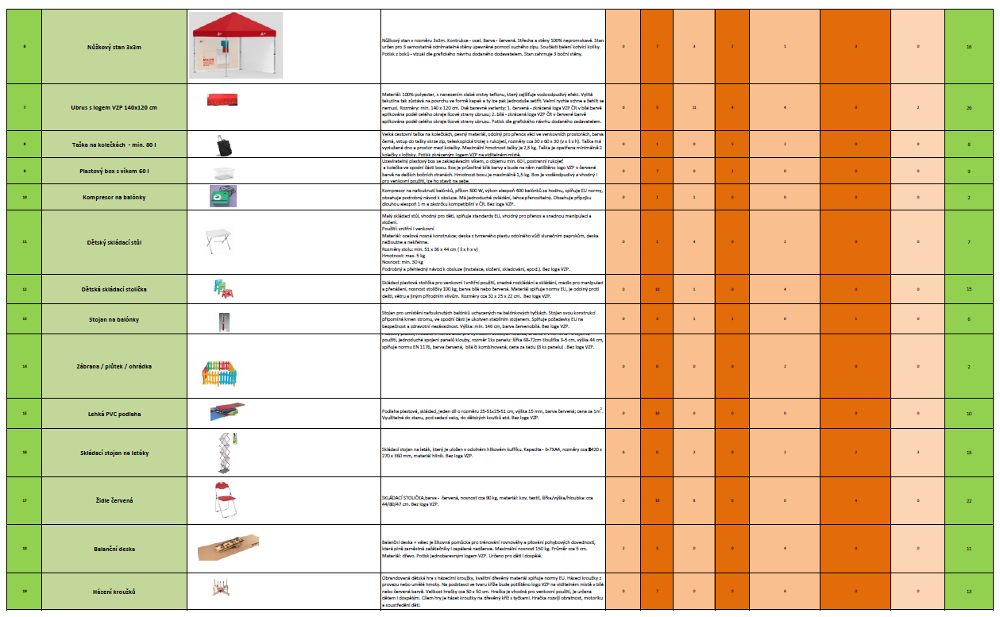 6 Nůžkový stan 3x3m
Nůžkový stan v rozměru 3x3m. Kontrukce - ocel. Barva - červená. Střecha a stěny 100% nepromokavé. Stan
určen pro 3 samostatně odnímatelné stěny upevněné pomocí suchého zipu. Součástí balení kotvící kolíky.
Potisk z boků - vizuál dle grafického návrhu dodaného dodavatelem. Stan zahrnuje 3 boční stěny.
0 7 3 2 1 3 0 16
7 Ubrus s logem VZP 140x120 cm
Materiál: 100% polyester, s nanesením slabé vrstvy teflonu, který zajišťuje vodoodpudivý efekt. Vylitá
tekutina tak zůstává na povrchu ve formě kapek a ty lze pak jednoduše setřít. Velmi rychle schne a žehlit se
nemusí. Rozměry: min. 140 x 120 cm. Dvě barevné varianty: 1. červená - zkrácená loga VZP ČR v bílé barvě
aplikována podél celého okraje lícové strany ubrusu; 2. bílá - zkrácená loga VZP ČR v červené barvě
aplikována podél celého okraje lícové strany ubrusu. Potisk dle grafického návrhu dodaného zadavatelem.
0 5 11 4 4 0 2 26
8 Taška na kolečkách - min. 80 l
Velká cestovní taška na kolečkách, pevný materiál, odolný pro přenos věcí ve venkovních prostorách, barva
černá, vstup do tašky skrze zip, teleskopická trolej s rukojetí, rozměry cca 30 x 60 x 30 (v x š x h). Taška má
vyztužené dno a prostor mezi kolečky. Maximální hmotnost tašky je 2,5 kg. Taška je opatřena minimálně 2
kolečky s ložisky. Potisk zkráceným logem VZP na viditelném místě.
0 1 0 5 2 0 0 8
9 Plastový box s víkem 60 l
Uzavíratelný plastový box se zaklapávacím víkem, o objemu min. 60 l, postranní rukojeť
a kolečka ve spodní části boxu. Box je průsvitné bílé barvy a bude na něm natištěno logo VZP v červené
barvě na delších bočních stranách. Hmotnost boxu je maximálně 1,5 kg. Box je voděodpudivý a vhodný i
pro venkovní použití, lze ho stavit na sebe.
0 7 0 2 0 0 0 9
10 Kompresor na balónky
Kompresor na nafouknutí balónků, příkon 500 W, výkon alespoň 400 balónků za hodinu, splňuje EU normy,
obsahuje podrobný návod k obsluze. Má jednoduché ovládání, lehce přenositelný. Obsahuje přípojku
dlouhou alespoň 1 m a zástrčku kompatibilní v ČR. Bez loga VZP.
0 1 1 0 0 0 0 2
11 Dětský skládací stůl
Malý skládací stůl, vhodný pro děti, splňuje standardy EU, vhodný pro přenos a snadnou manipulaci a
složení.
Použití: vnitřní i venkovní
Materiál: ocelová nosná konstrukce; deska z tvrzeného plastu odolného vůči slunečním paprskům, deska
nežloutne a nekřehne.
Rozměry stolu: min. 51 x 36 x 44 cm ( š x h x v)
Hmotnost: max. 5 kg
Nosnost: min. 30 kg
Podrobný a přehledný návod k obsluze (instalace, složení, skladování, apod.). Bez loga VZP.
0 1 4 0 2 0 0 7
12 Dětská skládací stolička
Skládací plastová stolička pro venkovní i vnitřní použití, snadné rozkládání a skládání, madlo pro manipulaci
a přenášení, nosnost stoličky 100 kg, barva bílá nebo červená. Materiál splňuje normy EU, je odolný proti
dešti, větru a jiným přírodním vlivům. Rozměry cca 32 x 25 x 22 cm. Bez loga VZP.
0 10 1 0 4 0 0 15
13 Stojan na balónky
Stojan pro umístění nafouknutých balónků uchycených na balónkových tyčkách. Stojan svou konstrukcí
připomíná kmen stromu, ve spodní části je ukotven stabilním stojanem. Splňuje požadavky EU na
bezpečnost a zdravotní nezávadnost. Výška: min. 146 cm, barva červenobílá. Bez loga VZP.
0 3 1 1 0 1 0 6
14 Zábrana / plůtek / ohrádka
použití, jednoduché spojení panelů klouby, rozměr 1ks panelu: šířka 68-72cm tloušťka 3-5 cm, výška 44 cm,
splňuje normu EN 1176, barva červená, bílá či kombinovaná, cena za sadu (8 ks panelu) . Bez loga VZP.
0 0 0 0 2 0 0 2
15 Lehká PVC podlaha
Podlaha plastová, skládací, jeden díl o rozměru 25-51x25-51 cm, výška 15 mm, barva červená; cena za 1m².
Využitelné do stanu, pod sedací vaky, do dětských koutků atd. Bez loga VZP.
0 10 0 0 0 0 0 10
16 Skládací stojan na letáky
Skládací stojan na leták, který je uložen v odolném hlikovém kufříku. Kapacita - 6-7XA4, rozměry cca 1420 x
270 x 360 mm, materiál hliník. Bez loga VZP.
6 0 2 0 2 2 3 15
17 Židle červená
SKLÁDACÍ STOLIČKA,barva - červená, nosnost cca 90 kg, materiál: kov, textil, šířka/výška/hloubka: cca
44/80/47 cm. Bez loga VZP.
0 10 8 0 0 4 0 22
18 Balanční deska
Balanční deska + válec je šikovná pomůcka pro trénování rovnováhy a pilování pohybových dovedností,
která plně zaměstná začátečníky i zapálené nadšence. Maximální nosnost 150 kg. Průměr cca 5 cm.
Materiál: dřevo. Potisk jednobarevným logem VZP. Určeno pro děti i dospělé.
2 5 0 0 4 0 0 11
19 Házení kroužků
Obrandovaná dětská hra s házecími kroužky, kvalitní dřevěný materiál splňuje normy EU. Házecí kroužky z
provazu nebo umělé hmoty. Na podstavci ve tvaru kříže bude potištěno logo VZP na viditelném místě v bílé
nebo červené barvě. Velikost hračky cca 50 x 50 cm. Hračka je vhodná pro venkovní použití, je určena
dětem i dospělým. Cílem hry je házet kroužky na dřevěný kříž s tyčkami. Hračka rozvíjí obratnost, motoriku
a soustředění dětí.
0 7 0 0 6 0 0 13